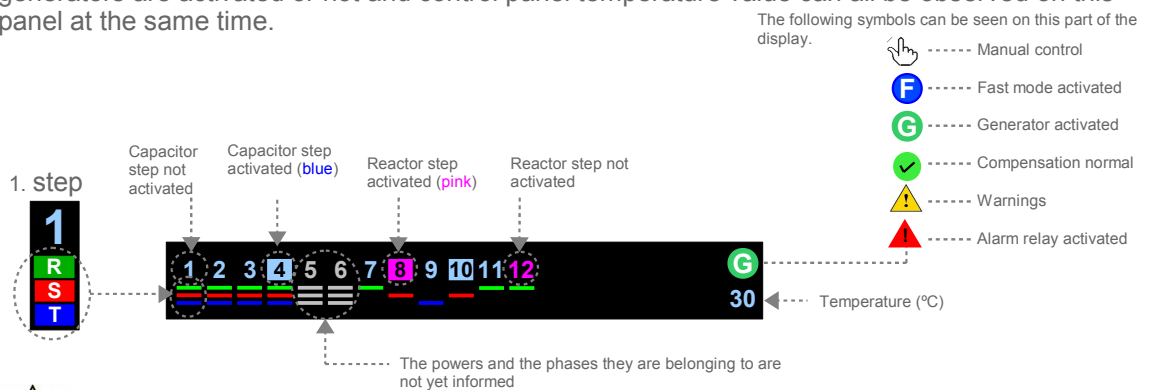 generators are activated or not and control panel temperature value can all be observed on this
panel at the same time.
The following symbols can be seen on this part of the
display.
Manual control
F Fast mode activated
G Generator activated
Compensation normal
! Warnings
! Alarm relay activated
Capacitor
step not
activated
Capacitor step
activated (blue)
Reactor step
activated (pink)
Reactor step not
activated
1. step
1
R
S
T
1 2 3 4 5 6 7 8 9 10 11 12
G
30
Temperature (ºC)
The powers and the phases they are belonging to are
not yet informed